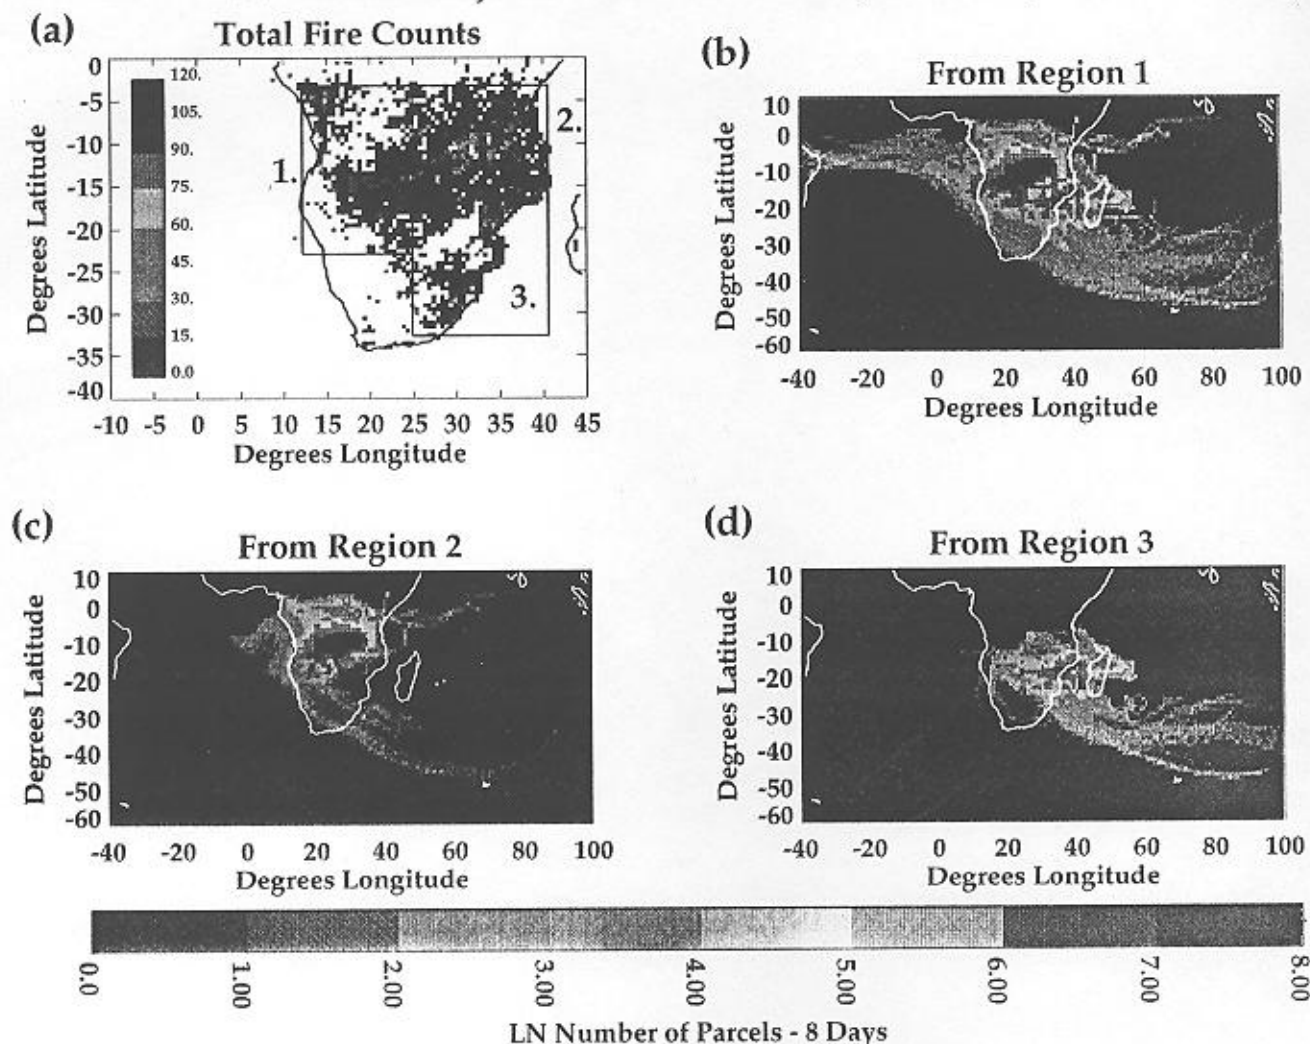 (a)
Total Fire Counts
0
-5
-10
-15
-20
-25
-30
-35
-40
Degrees Latitude
120.
105.
90.
75.
60.
45.
30.
15.
0.0
1.
2.
3.
-10 -5 0 5 10 15 20 25 30 35 40 45
Degrees Longitude
(b)
From Region 1
10
0
-10
-20
-30
-40
-50
-60
Degrees Latitude
-40 -20 0 20 40 60 80 100
Degrees Longitude
(c)
From Region 2
10
0
-10
-20
-30
-40
-50
-60
Degrees Latitude
-40 -20 0 20 40 60 80 100
Degrees Longitude
(d)
From Region 3
10
0
-10
-20
-30
-40
-50
-60
Degrees Latitude
-40 -20 0 20 40 60 80 100
Degrees Longitude
0.0 1.00 2.00 3.00 4.00 5.00 6.00 7.00 8.00
LN Number of Parcels - 8 Days